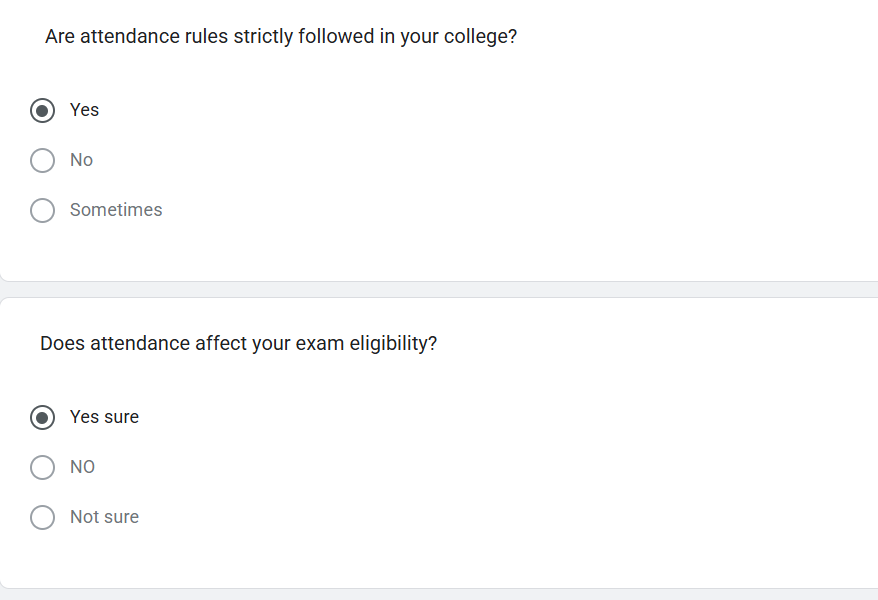 Are attendance rules strictly followed in your college?
Yes
No
Sometimes
Does attendance affect your exam eligibility?
Yes sure
NO
Not sure